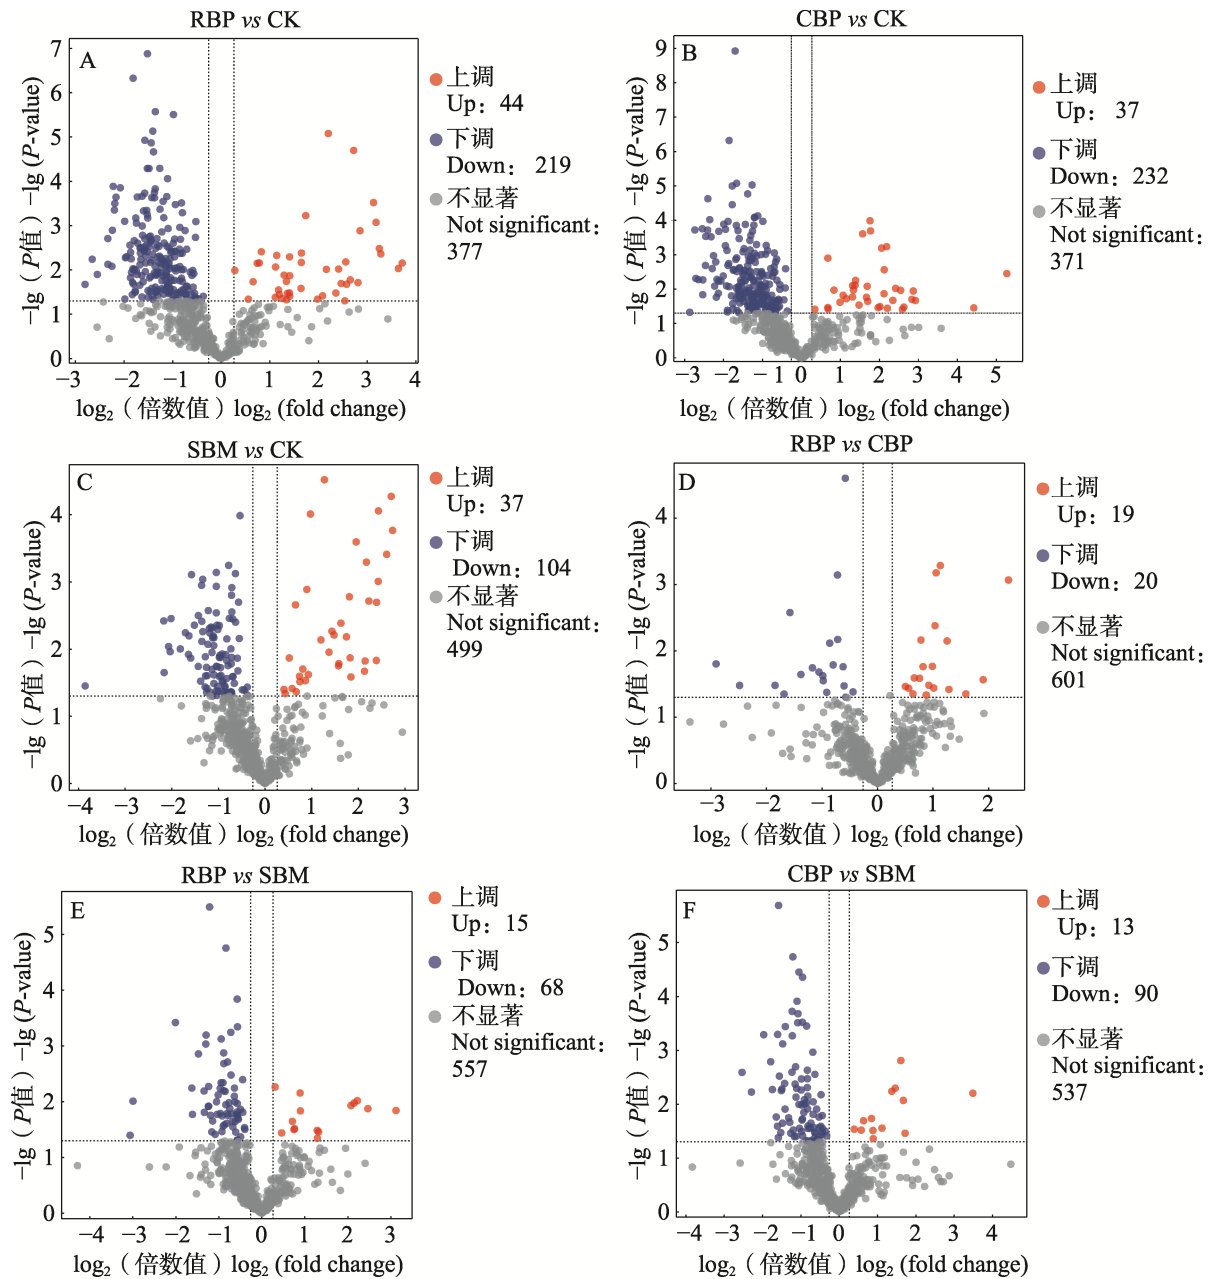 RBP vs CK
A
7
6
5
4
3
2
1
0
−3 −2 −1 0 1 2 3 4
−lg（P值）−lg (P-value)
log₂（倍数值）log₂ (fold change)
上调
Up：44
下调
Down：219
不显著
Not significant：
377
CBP vs CK
B
9
8
7
6
5
4
3
2
1
0
−3 −2 −1 0 1 2 3 4 5
−lg（P值）−lg (P-value)
log₂（倍数值）log₂ (fold change)
上调
Up：37
下调
Down：232
不显著
Not significant：
371
SBM vs CK
C
4
3
2
1
0
−4 −3 −2 −1 0 1 2 3
−lg（P值）−lg (P-value)
log₂（倍数值）log₂ (fold change)
上调
Up：37
下调
Down：104
不显著
Not significant：
499
RBP vs CBP
D
4
3
2
1
0
−3 −2 −1 0 1 2
−lg（P值）−lg (P-value)
log₂（倍数值）log₂ (fold change)
上调
Up：19
下调
Down：20
不显著
Not significant：
601
RBP vs SBM
E
5
4
3
2
1
0
−4 −3 −2 −1 0 1 2 3
−lg（P值）−lg (P-value)
log₂（倍数值）log₂ (fold change)
上调
Up：15
下调
Down：68
不显著
Not significant：
557
CBP vs SBM
F
5
4
3
2
1
0
−4 −3 −2 −1 0 1 2 3 4
−lg（P值）−lg (P-value)
log₂（倍数值）log₂ (fold change)
上调
Up：13
下调
Down：90
不显著
Not significant：
537